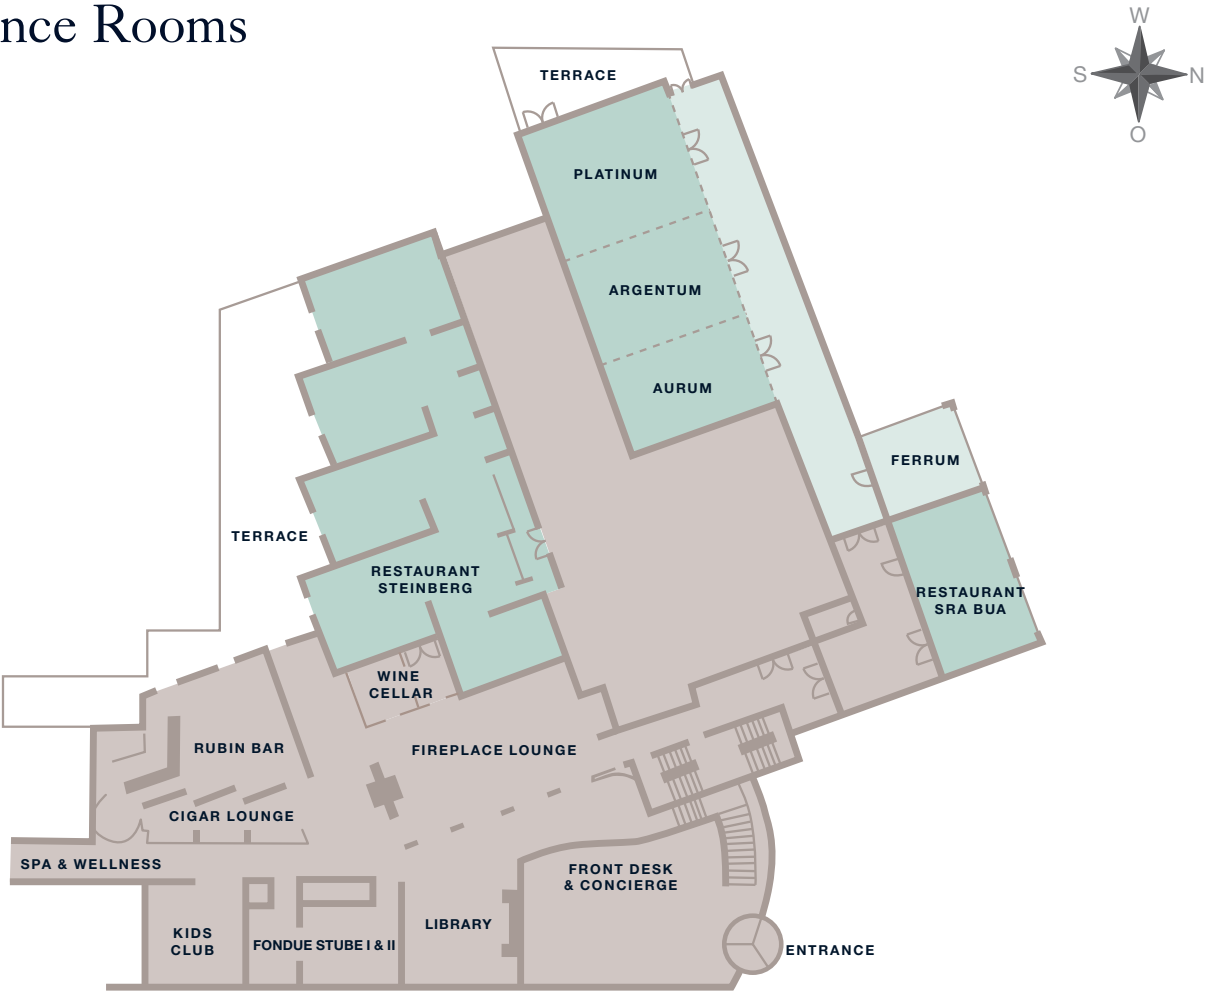 nce Rooms
W
S
N
O
TERRACE
PLATINUM
ARGENTUM
AURUM
FERRUM
TERRACE
RESTAURANT
STEINBERG
RESTAURANT
SRA BUA
WINE
CELLAR
RUBIN BAR
FIREPLACE LOUNGE
CIGAR LOUNGE
SPA & WELLNESS
FRONT DESK
& CONCIERGE
KIDS
CLUB
FONDUE STUBE I & II
LIBRARY
ENTRANCE